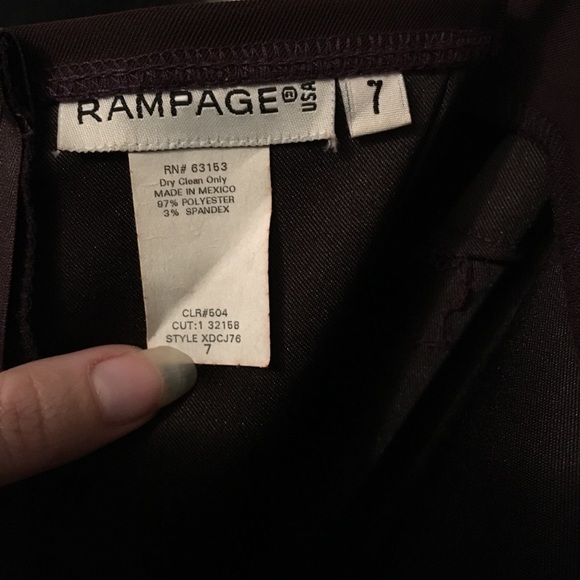 RAMPAGE® USA
7
RN# 63153
Dry Clean Only
MADE IN MEXICO
97% POLYESTER
3% SPANDEX
CLR#504
CUT:1 32158
STYLE XDCJ76
7